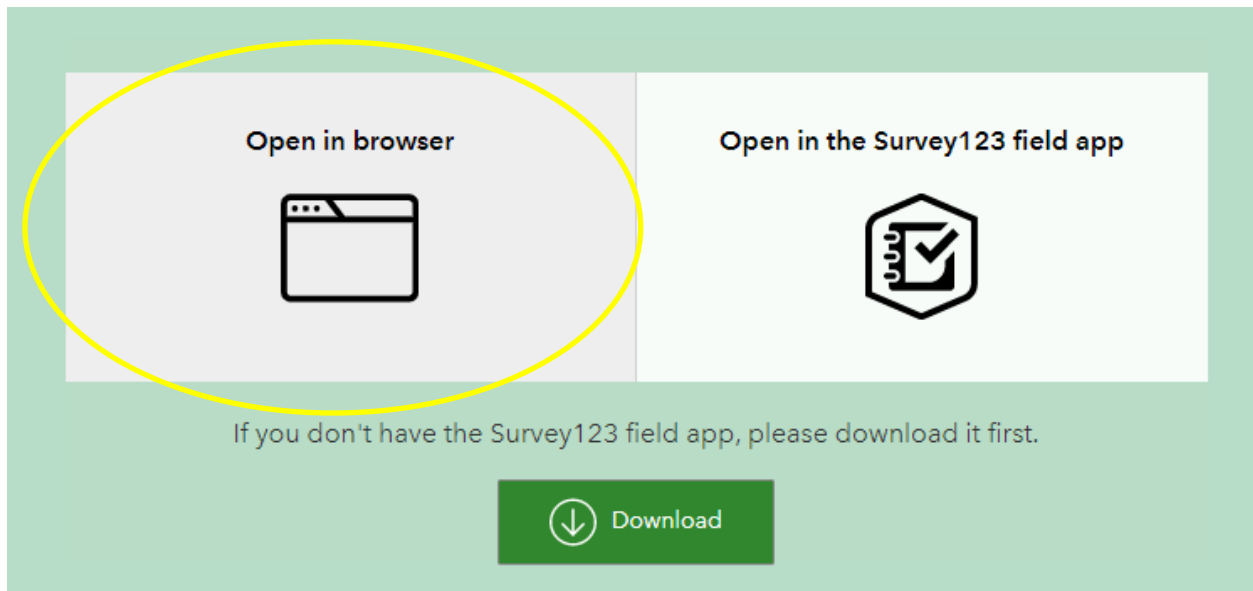 Open in browser
Open in the Survey123 field app
If you don't have the Survey123 field app, please download it first.
Download